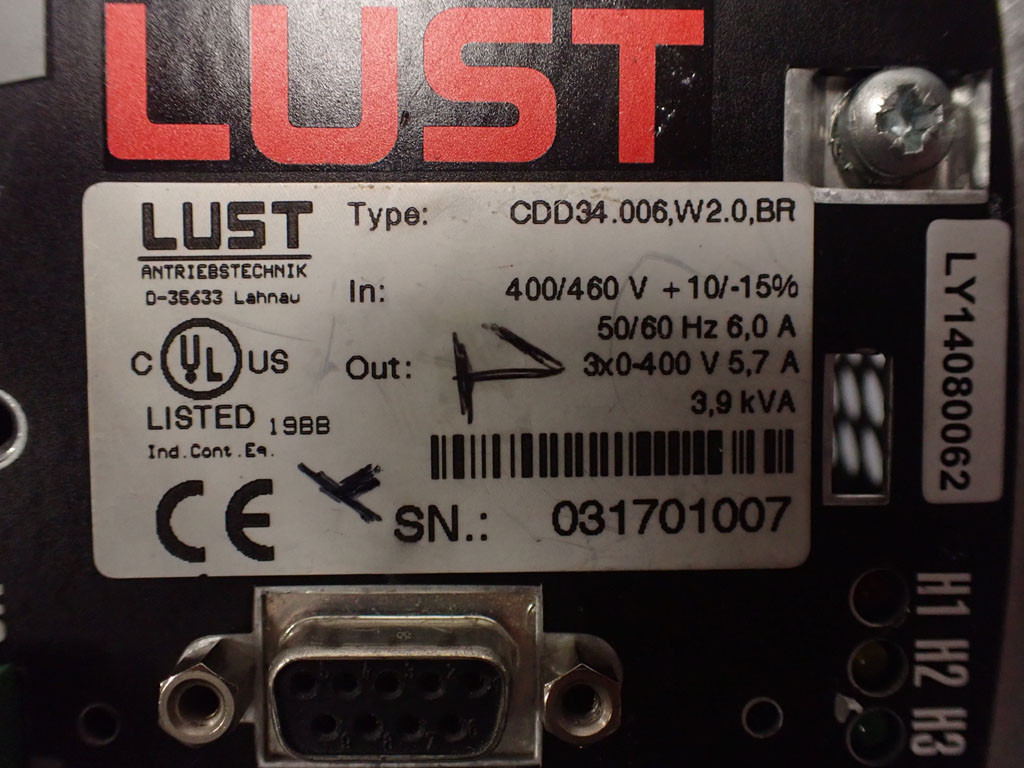 LUST
LUST
ANTRIEBSTECHNIK
D-35633 Lahnau
Type: CDD34.006,W2.0,BR
In: 400/460 V +10/-15%
50/60 Hz 6,0 A
Out: 3x0-400 V 5,7 A
3,9 kVA
C UL US
LISTED 19BB
Ind.Cont.Eq.
CE
SN.: 031701007
LY14080062
H1 H2 H3